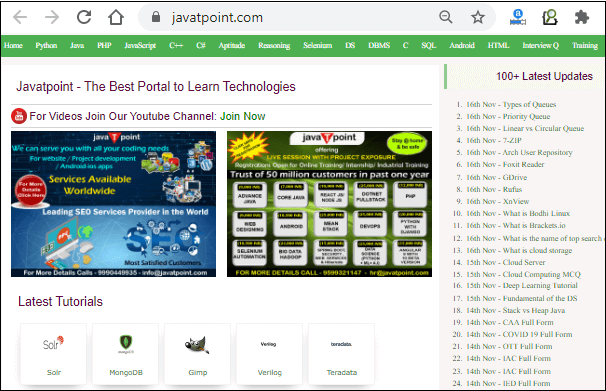 javatpoint.com
Home Python Java PHP JavaScript C++ C# Aptitude Reasoning Selenium DS DBMS C SQL Android HTML Interview Q Training
Javatpoint - The Best Portal to Learn Technologies
You Tube For Videos Join Our Youtube Channel: Join Now
java T point
We can serve you with all your coding needs
For website / Project development
/ Android-ios apps
Services Available
Worldwide
For More
Details
Click Here
Leading SEO Services Provider in the World
Most Satisfied Customers
For More Details Call - 9990449935 - info@javatpoint.com
java T point
offering
Stay @ home
& be safe
LIVE SESSION WITH PROJECT EXPOSURE
Registrations Open for Online Training/ Internship/ Industrial Training
Trust of 50 million customers in past one year
ADVANCE JAVA
CORE JAVA
REACT JS/ NODE JS
DOTNET FULLSTACK
PHP
WEB DESIGNING
ANDROID
MEAN STACK
DEVOPS
PYTHON WITH DJANGO
SELENIUM AUTOMATION
BIG DATA HADOOP
FOR MORE DETAILS CALL - 9599321147 - hr@javatpoint.com
Latest Tutorials
Solr
Solr
MongoDB
MongoDB
Gimp
Verilog
Verilog
teradata.
Teradata
100+ Latest Updates
1. 16th Nov - Types of Queues
2. 16th Nov - Priority Queue
3. 16th Nov - Linear vs Circular Queue
4. 16th Nov - 7-ZIP
5. 16th Nov - Arch User Repository
6. 16th Nov - Foxit Reader
7. 16th Nov - GDrive
8. 16th Nov - Rufus
9. 16th Nov - XnView
10. 16th Nov - What is Bodhi Linux
11. 16th Nov - What is Brackets.io
12. 16th Nov - What is the name of top search
13. 16th Nov - What is cloud storage
14. 15th Nov - Cloud Server
15. 15th Nov - Cloud Computing MCQ
16. 15th Nov - Deep Learning Tutorial
17. 15th Nov - Fundamental of the DS
18. 14th Nov - Stack vs Heap Java
19. 14th Nov - CAA Full Form
20. 14th Nov - COVID 19 Full Form
21. 14th Nov - OTT Full Form
22. 14th Nov - IAC Full Form
23. 14th Nov - IAC Full Form
24. 14th Nov - IED Full Form